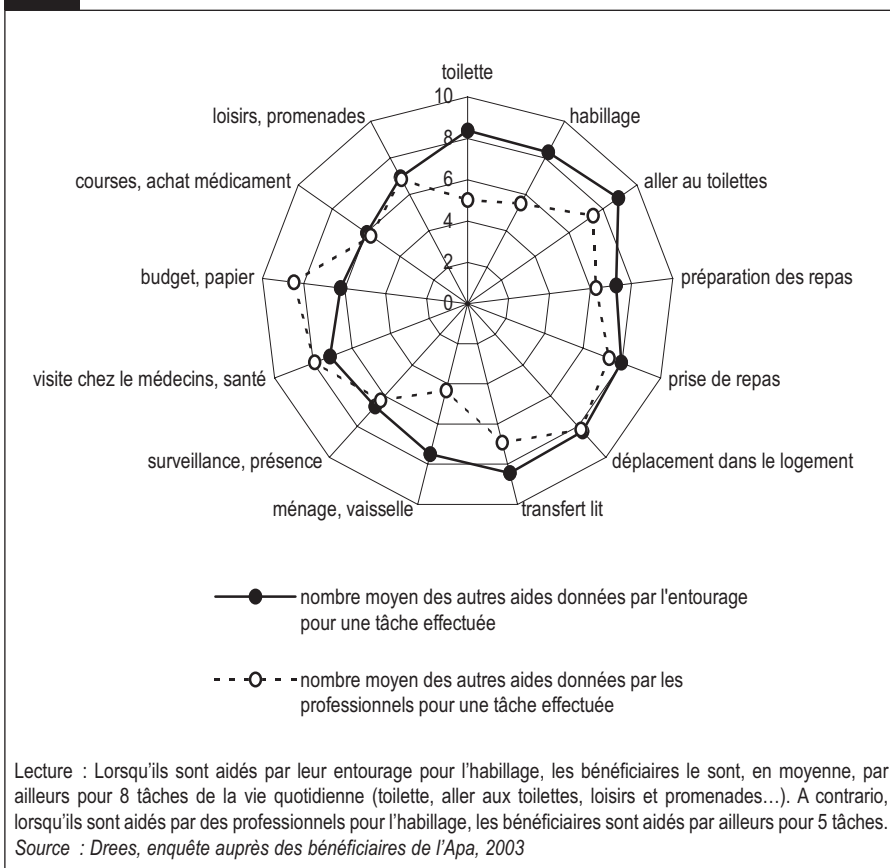 toilette
10
loisirs, promenades
habillage
8
courses, achat médicament
aller au toilettes
6
4
budget, papier
préparation des repas
2
0
visite chez le médecins, santé
prise de repas
surveillance, présence
déplacement dans le logement
ménage, vaisselle
transfert lit
nombre moyen des autres aides données par l'entourage
pour une tâche effectuée
nombre moyen des autres aides données par les
professionnels pour une tâche effectuée
Lecture : Lorsqu'ils sont aidés par leur entourage pour l'habillage, les bénéficiaires le sont, en moyenne, par
ailleurs pour 8 tâches de la vie quotidienne (toilette, aller aux toilettes, loisirs et promenades…). A contrario,
lorsqu'ils sont aidés par des professionnels pour l'habillage, les bénéficiaires sont aidés par ailleurs pour 5 tâches.
Source : Drees, enquête auprès des bénéficiaires de l'Apa, 2003